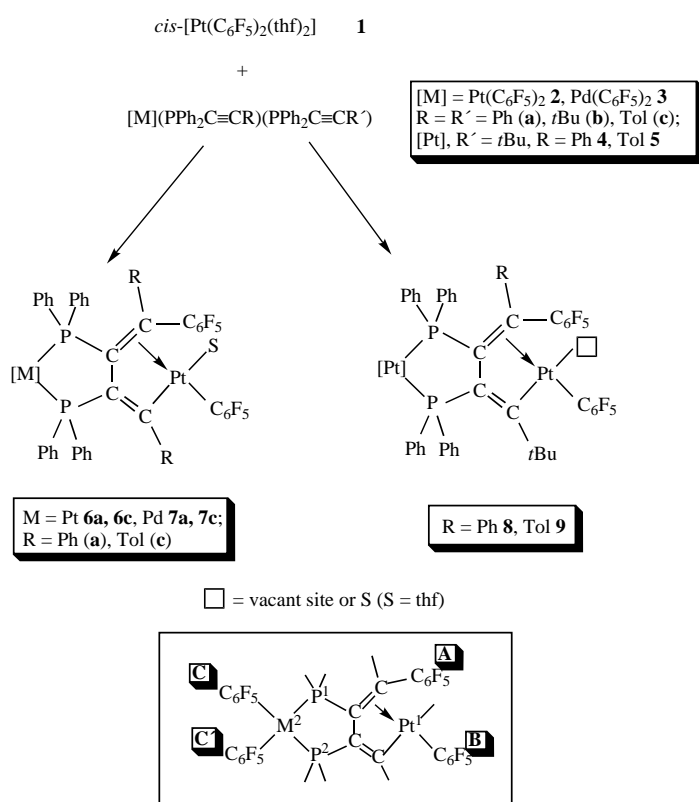 cis-[Pt(C6F5)2(thf)2] 1
+
[M](PPh2C≡CR)(PPh2C≡CR´)
[M] = Pt(C6F5)2 2, Pd(C6F5)2 3
R = R´ = Ph (a), tBu (b), Tol (c);
[Pt], R´ = tBu, R = Ph 4, Tol 5
R
Ph Ph
C C6F5
P S
C
[M] Pt
C C
P C6F5
Ph Ph R
R
Ph Ph
C C6F5
P
C
[Pt] Pt
C C
P C6F5
Ph Ph tBu
M = Pt 6a, 6c, Pd 7a, 7c;
R = Ph (a), Tol (c)
R = Ph 8, Tol 9
= vacant site or S (S = thf)
A
C C6F5
C6F5 P1 C
C
M2 Pt1
C´ C6F5 P2 C C C6F5 B